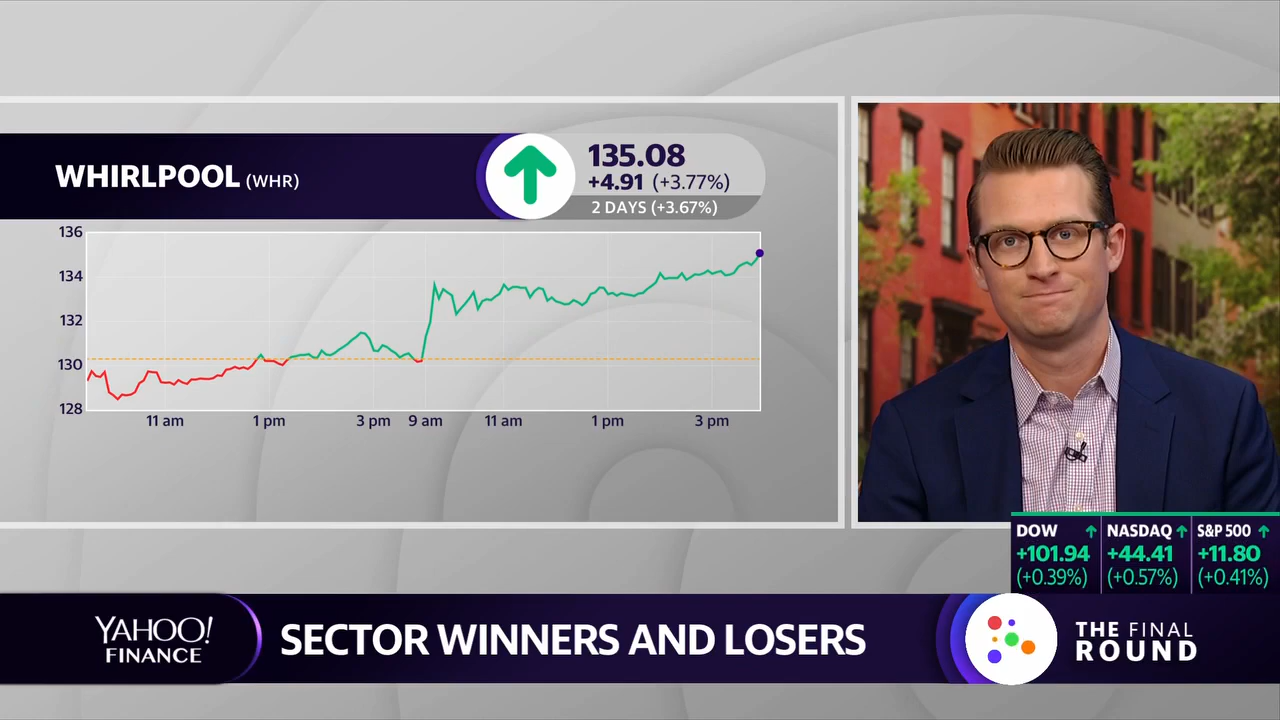 WHIRLPOOL (WHR)
135.08
+4.91 (+3.77%)
2 DAYS (+3.67%)
136
134
132
130
128
11 am 1 pm 3 pm 9 am 11 am 1 pm 3 pm
DOW NASDAQ S&P 500
+101.94 +44.41 +11.80
(+0.39%) (+0.57%) (+0.41%)
YAHOO!
FINANCE
SECTOR WINNERS AND LOSERS
THE FINAL
ROUND